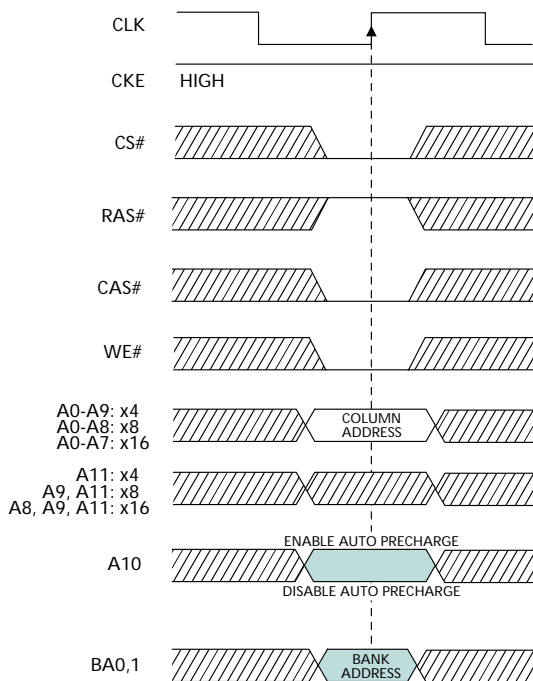 CLK
CKE HIGH
CS#
RAS#
CAS#
WE#
A0-A9: x4
A0-A8: x8
A0-A7: x16
COLUMN
ADDRESS
A11: x4
A9, A11: x8
A8, A9, A11: x16
ENABLE AUTO PRECHARGE
A10
DISABLE AUTO PRECHARGE
BA0,1
BANK
ADDRESS